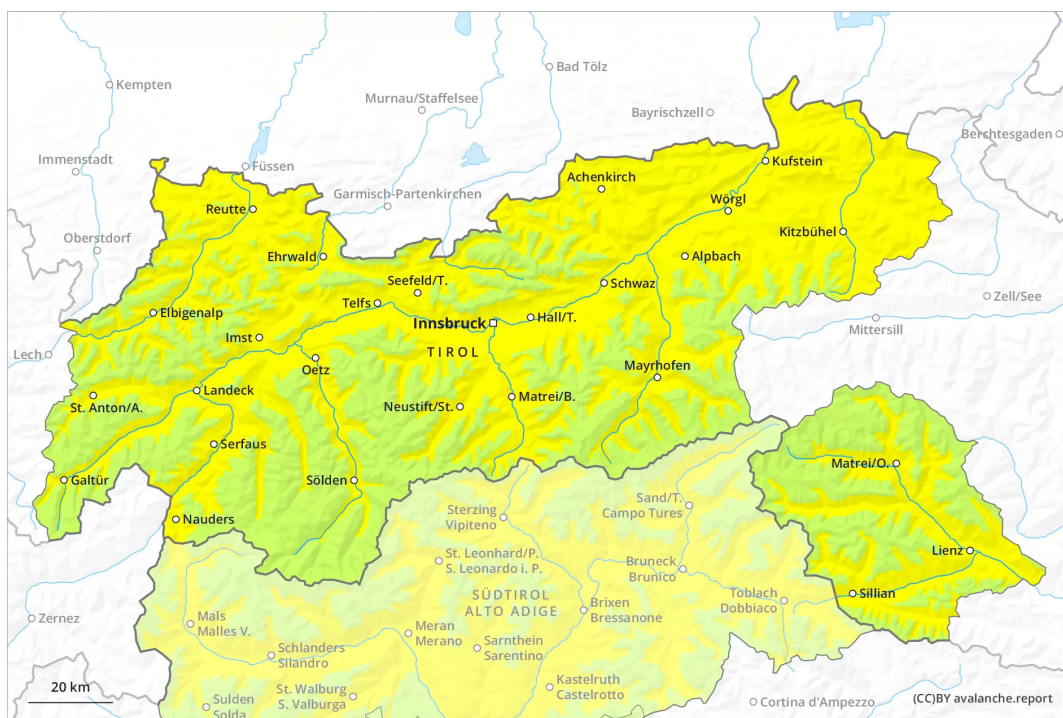 Kempten
Bad Tölz
Murnau/Staffelsee
Bayrischzell
Berchtesgaden
Immenstadt
Füssen
Kufstein
Achenkirch
Garmisch-Partenkirchen
Reutte
Wörgl
Oberstdorf
Kitzbühel
Ehrwald
Alpbach
Seefeld/T.
Schwaz
Zell/See
Telfs
Elbigenalp
Innsbruck
Hall/T.
Mittersill
Imst
Lech
TIROL
Oetz
Mayrhofen
Landeck
St. Anton/A.
Neustift/St.
Matrei/B.
Serfaus
Matrei/O.
Galtür
Sölden
Sand/T.
Campo Tures
Sterzing
Vipiteno
Nauders
Lienz
St. Leonhard/P.
S. Leonardo i. P.
Bruneck
Brunico
Sillian
SÜDTIROL
ALTO ADIGE
Toblach
Dobbiaco
Brixen
Bressanone
Zernez
Mals
Malles V.
Meran
Merano
Sarnthein
Sarentino
Schlanders
Silandro
Kastelruth
Castelrotto
20 km
St. Walburg
S. Valburga
Sulden
Solda
Cortina d'Ampezzo
(CC)BY avalanche.report